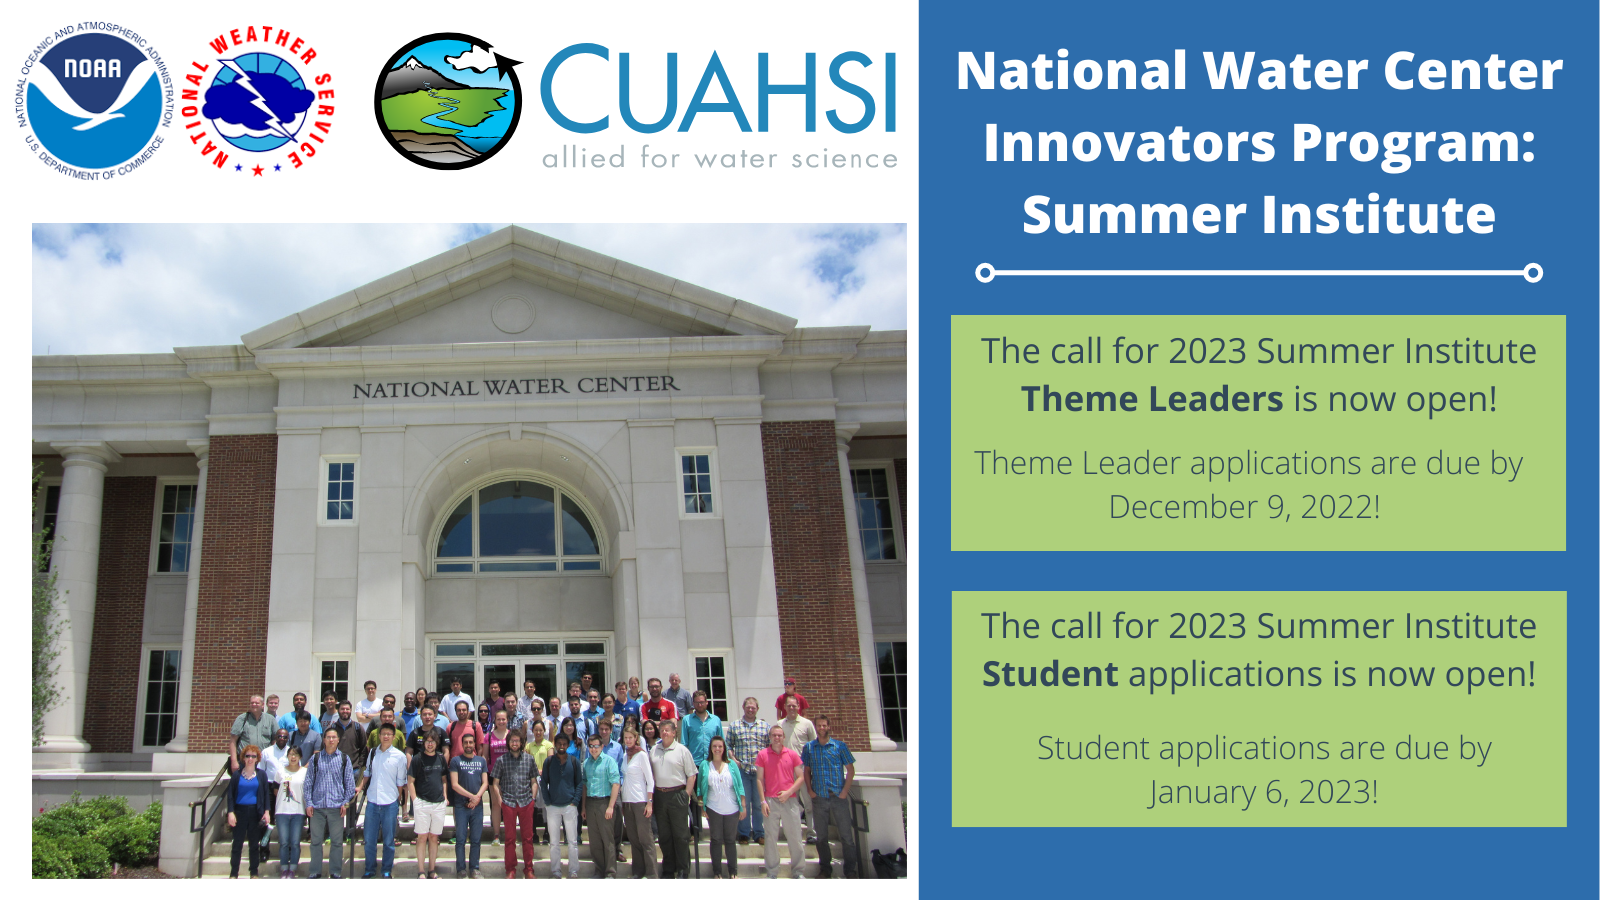 NATIONAL OCEANIC AND ATMOSPHERIC ADMINISTRATION
NOAA
U.S. DEPARTMENT OF COMMERCE
NATIONAL WEATHER SERVICE
CUAHSI
allied for water science
NATIONAL WATER CENTER
HOLLISTER
National Water Center
Innovators Program:
Summer Institute
The call for 2023 Summer Institute
Theme Leaders is now open!
Theme Leader applications are due by
December 9, 2022!
The call for 2023 Summer Institute
Student applications is now open!
Student applications are due by
January 6, 2023!